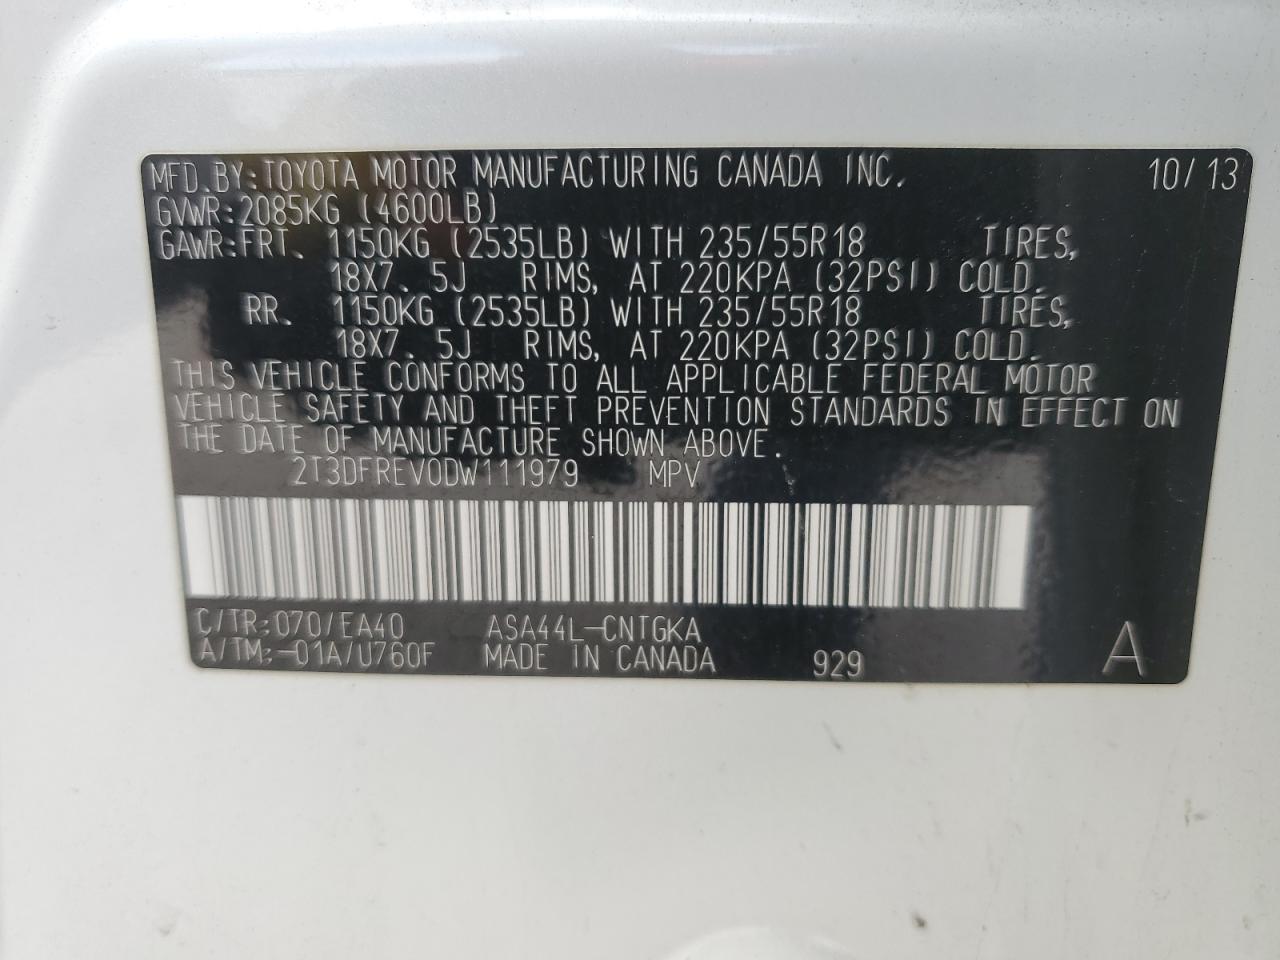 MFD.BY:TOYOTA MOTOR MANUFACTURING CANADA INC. 10/13
GVWR:2085KG (4600LB)
GAWR:FRT. 1150KG (2535LB) WITH 235/55R18 TIRES,
18X7.5J RIMS, AT 220KPA (32PSI) COLD.
RR. 1150KG (2535LB) WITH 235/55R18 TIRES,
18X7.5J RIMS, AT 220KPA (32PSI) COLD.
THIS VEHICLE CONFORMS TO ALL APPLICABLE FEDERAL MOTOR
VEHICLE SAFETY AND THEFT PREVENTION STANDARDS IN EFFECT ON
THE DATE OF MANUFACTURE SHOWN ABOVE.
2T3DFREV0DW111979 MPV
C/TR:070/EA40 ASA44L-CNTGKA
A/TM:-01A/U760F MADE IN CANADA 929 A